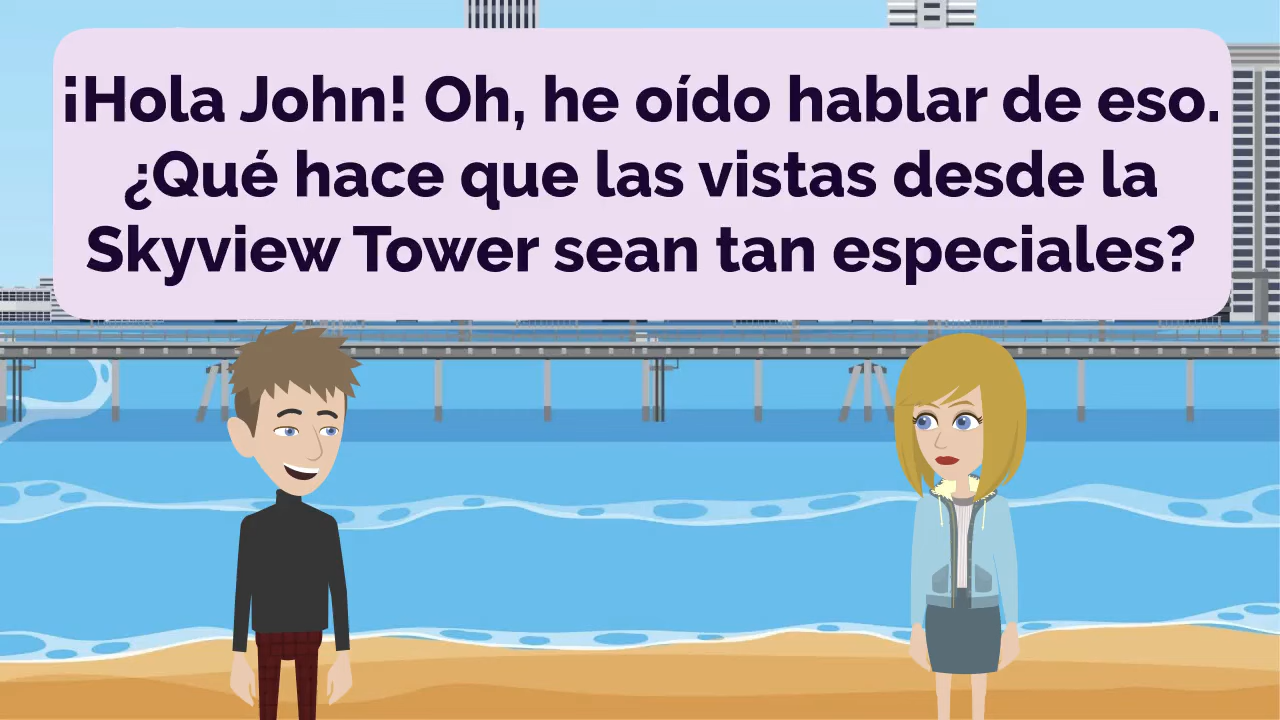 ¡Hola John! Oh, he oído hablar de eso.
¿Qué hace que las vistas desde la
Skyview Tower sean tan especiales?